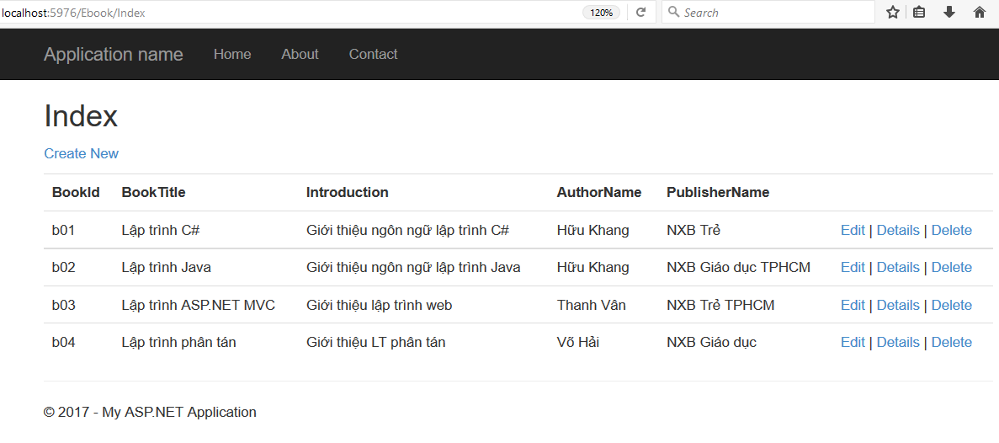 localhost:5976/Ebook/Index 120% Search
Application name Home About Contact
Index
Create New
BookId BookTitle Introduction AuthorName PublisherName
b01 Lập trình C# Giới thiệu ngôn ngữ lập trình C# Hữu Khang NXB Trẻ Edit | Details | Delete
b02 Lập trình Java Giới thiệu ngôn ngữ lập trình Java Hữu Khang NXB Giáo dục TPHCM Edit | Details | Delete
b03 Lập trình ASP.NET MVC Giới thiệu lập trình web Thanh Vân NXB Trẻ TPHCM Edit | Details | Delete
b04 Lập trình phân tán Giới thiệu LT phân tán Võ Hải NXB Giáo dục Edit | Details | Delete
© 2017 - My ASP.NET Application